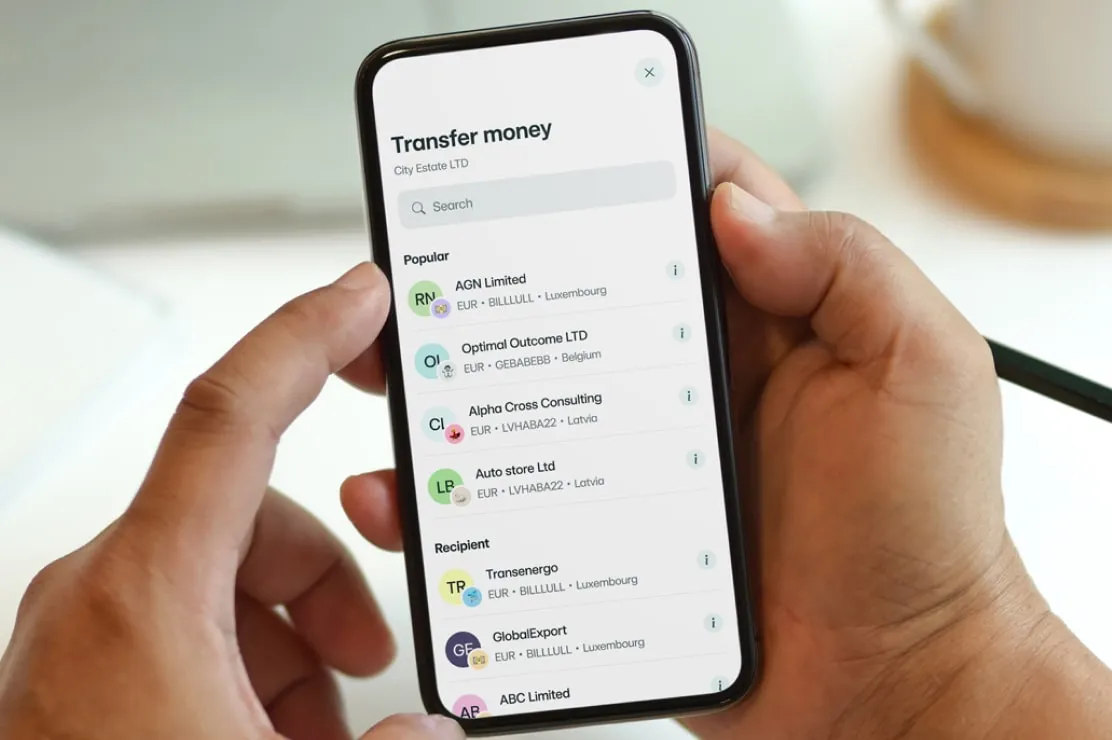 Transfer money
City Estate LTD
Search
Popular
RN
AGN Limited
EUR • BILLLULL • Luxembourg
i
OL
Optimal Outcome LTD
EUR • GEBABEBB • Belgium
i
CI
Alpha Cross Consulting
EUR • LVHABA22 • Latvia
i
LB
Auto store Ltd
EUR • LVHABA22 • Latvia
i
Recipient
TR
Transenergo
EUR • BILLLULL • Luxembourg
i
GE
GlobalExport
EUR • BILLLULL • Luxembourg
i
AB
ABC Limited
i